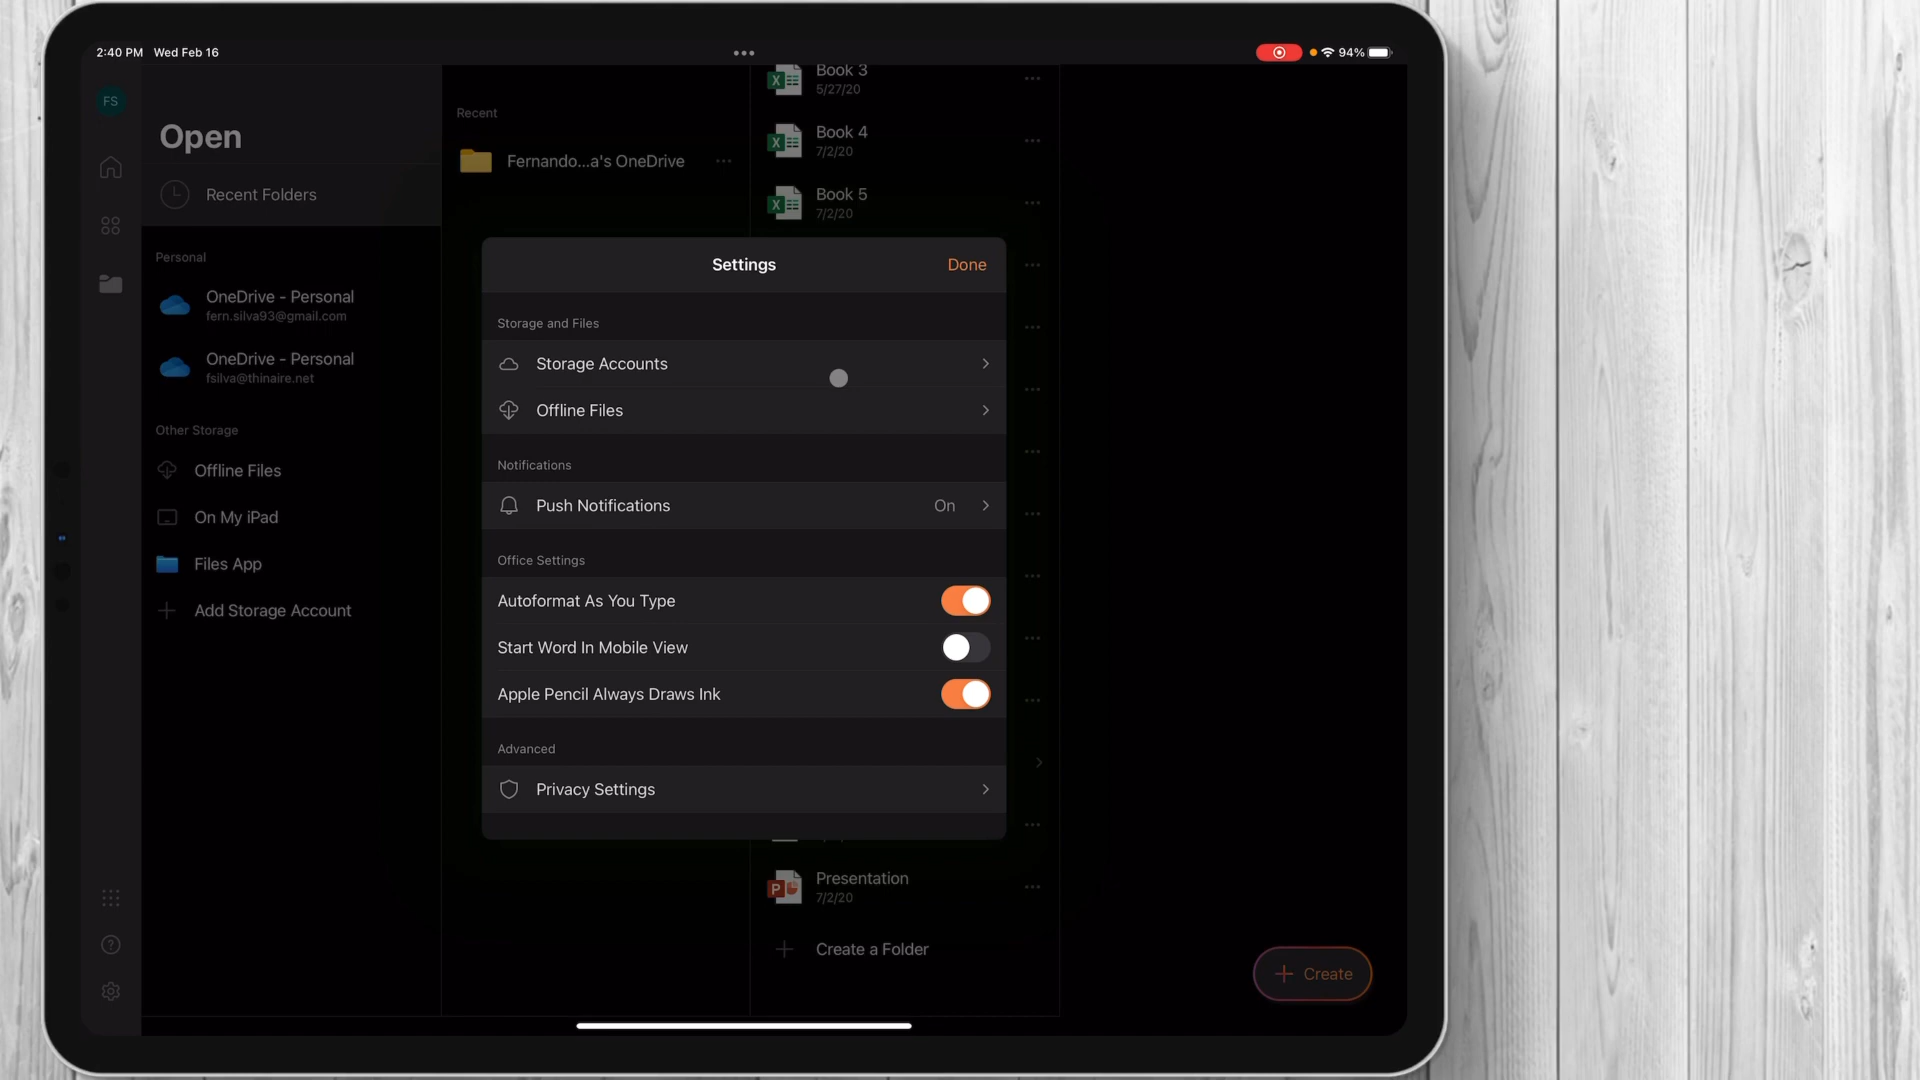 2:40 PM Wed Feb 16
94%
FS
Open
Recent Folders
Personal
OneDrive - Personal
fern.silva93@gmail.com
OneDrive - Personal
fsilva@thinaire.net
Other Storage
Offline Files
On My iPad
Files App
Add Storage Account
Recent
Fernando...a's OneDrive
Book 3
5/27/20
Book 4
7/2/20
Book 5
7/2/20
Settings
Done
Storage and Files
Storage Accounts
Offline Files
Notifications
Push Notifications On
Office Settings
Autoformat As You Type
Start Word In Mobile View
Apple Pencil Always Draws Ink
Advanced
Privacy Settings
Presentation
7/2/20
Create a Folder
Create